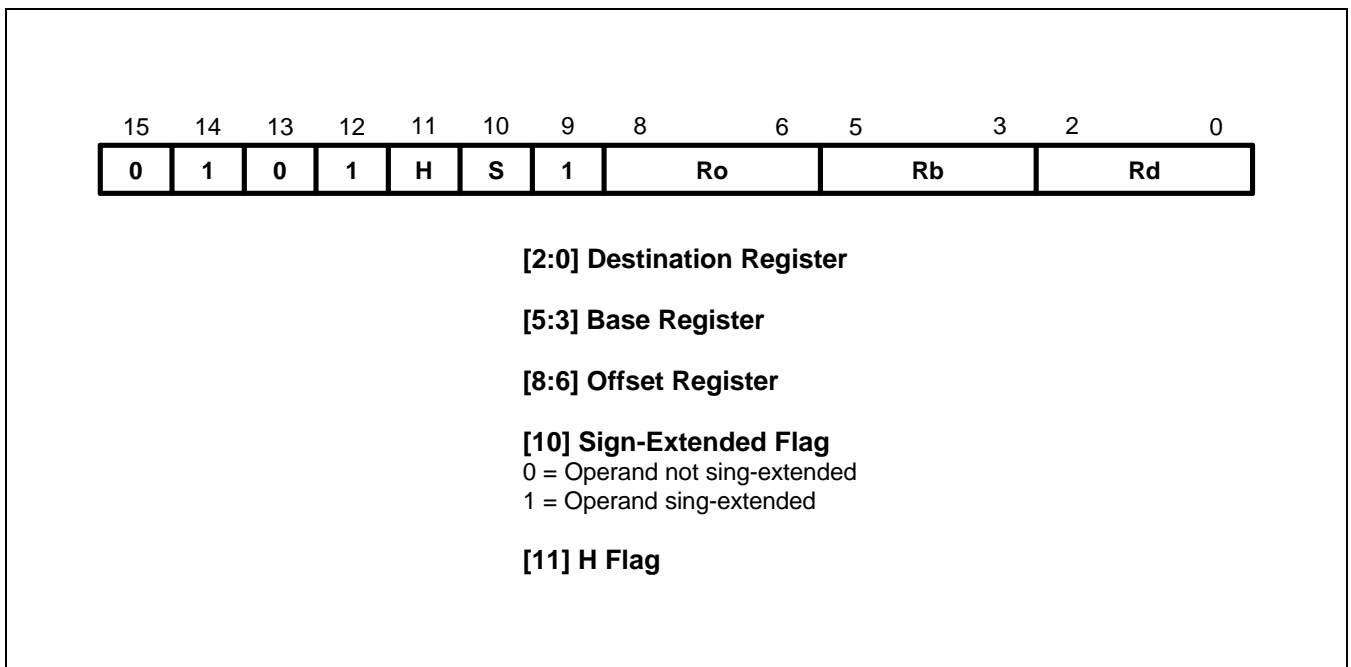 15 14 13 12 11 10 9 8 6 5 3 2 0
0 1 0 1 H S 1 Ro Rb Rd
[2:0] Destination Register
[5:3] Base Register
[8:6] Offset Register
[10] Sign-Extended Flag
0 = Operand not sing-extended
1 = Operand sing-extended
[11] H Flag